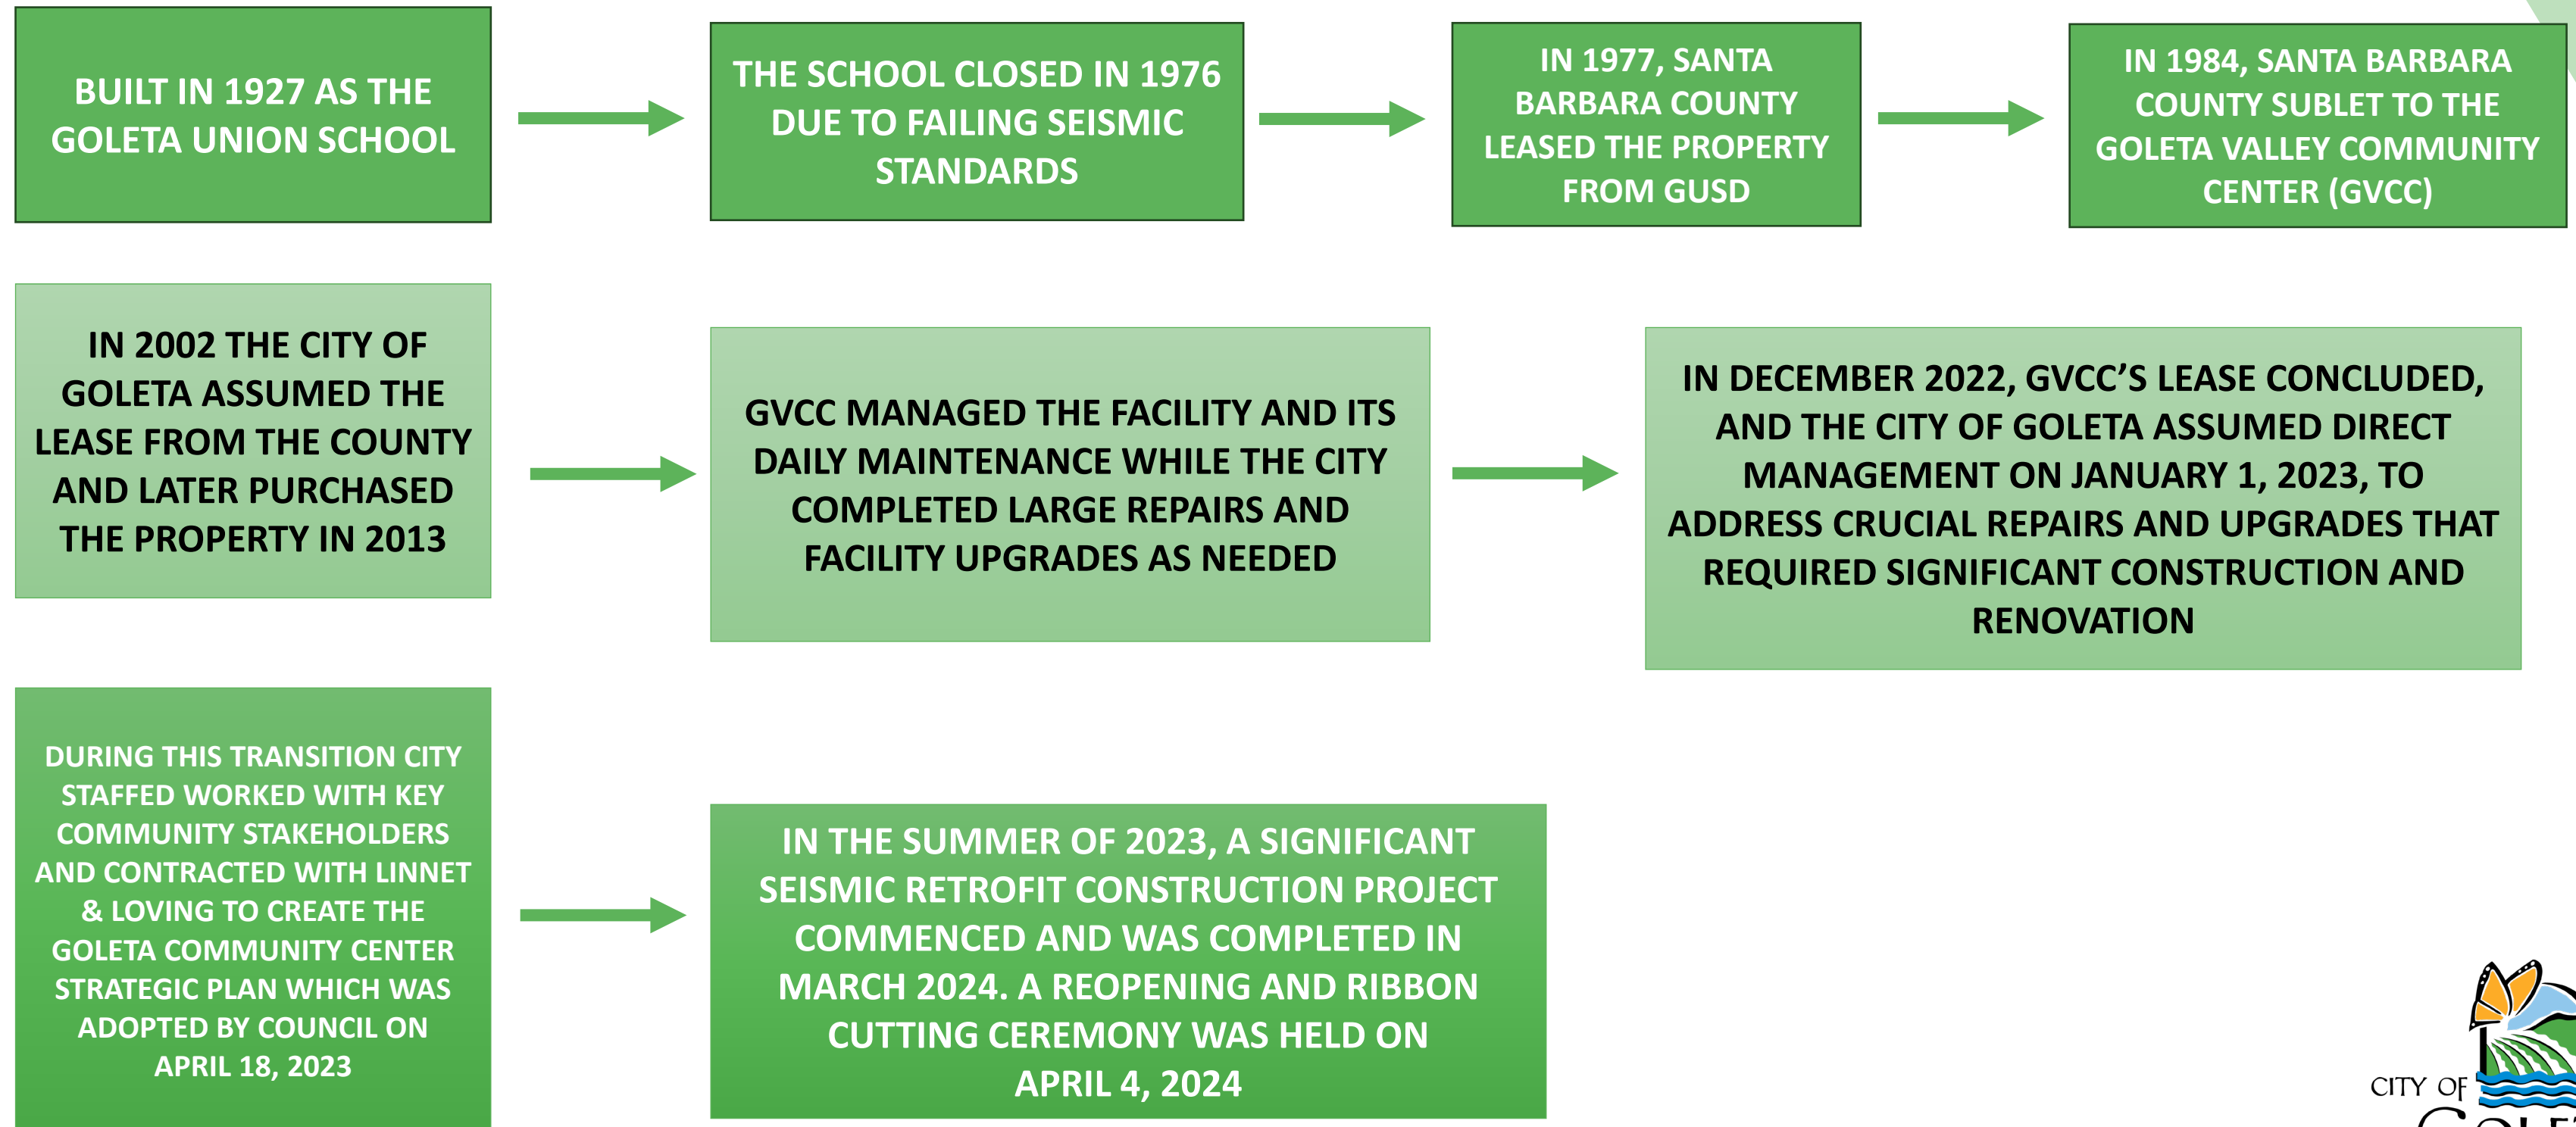 BUILT IN 1927 AS THE
GOLETA UNION SCHOOL
THE SCHOOL CLOSED IN 1976
DUE TO FAILING SEISMIC
STANDARDS
IN 1977, SANTA
BARBARA COUNTY
LEASED THE PROPERTY
FROM GUSD
IN 1984, SANTA BARBARA
COUNTY SUBLET TO THE
GOLETA VALLEY COMMUNITY
CENTER (GVCC)
IN 2002 THE CITY OF
GOLETA ASSUMED THE
LEASE FROM THE COUNTY
AND LATER PURCHASED
THE PROPERTY IN 2013
GVCC MANAGED THE FACILITY AND ITS
DAILY MAINTENANCE WHILE THE CITY
COMPLETED LARGE REPAIRS AND
FACILITY UPGRADES AS NEEDED
IN DECEMBER 2022, GVCC’S LEASE CONCLUDED,
AND THE CITY OF GOLETA ASSUMED DIRECT
MANAGEMENT ON JANUARY 1, 2023, TO
ADDRESS CRUCIAL REPAIRS AND UPGRADES THAT
REQUIRED SIGNIFICANT CONSTRUCTION AND
RENOVATION
DURING THIS TRANSITION CITY
STAFFED WORKED WITH KEY
COMMUNITY STAKEHOLDERS
AND CONTRACTED WITH LINNET
& LOVING TO CREATE THE
GOLETA COMMUNITY CENTER
STRATEGIC PLAN WHICH WAS
ADOPTED BY COUNCIL ON
APRIL 18, 2023
IN THE SUMMER OF 2023, A SIGNIFICANT
SEISMIC RETROFIT CONSTRUCTION PROJECT
COMMENCED AND WAS COMPLETED IN
MARCH 2024. A REOPENING AND RIBBON
CUTTING CEREMONY WAS HELD ON
APRIL 4, 2024
CITY OF